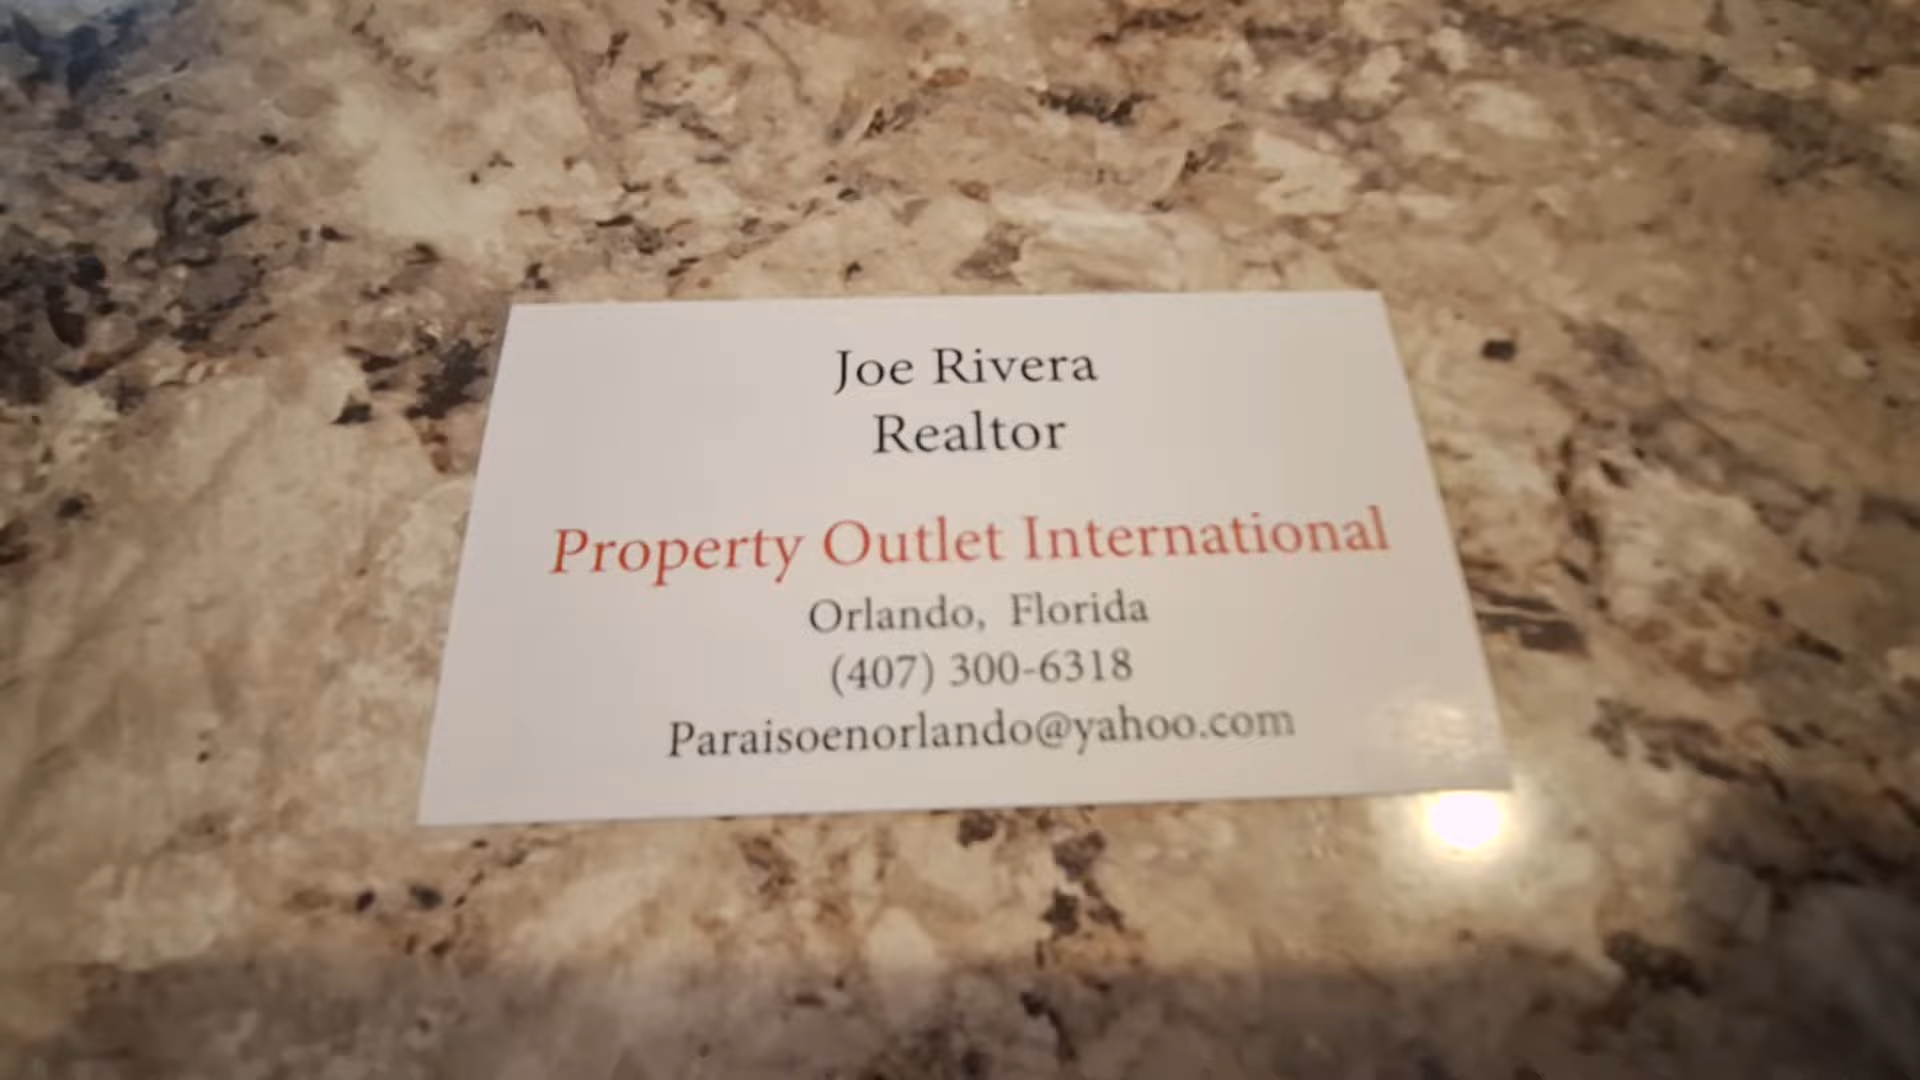 Joe Rivera
Realtor
Property Outlet International
Orlando, Florida
(407) 300-6318
Paraisoenorlando@yahoo.com